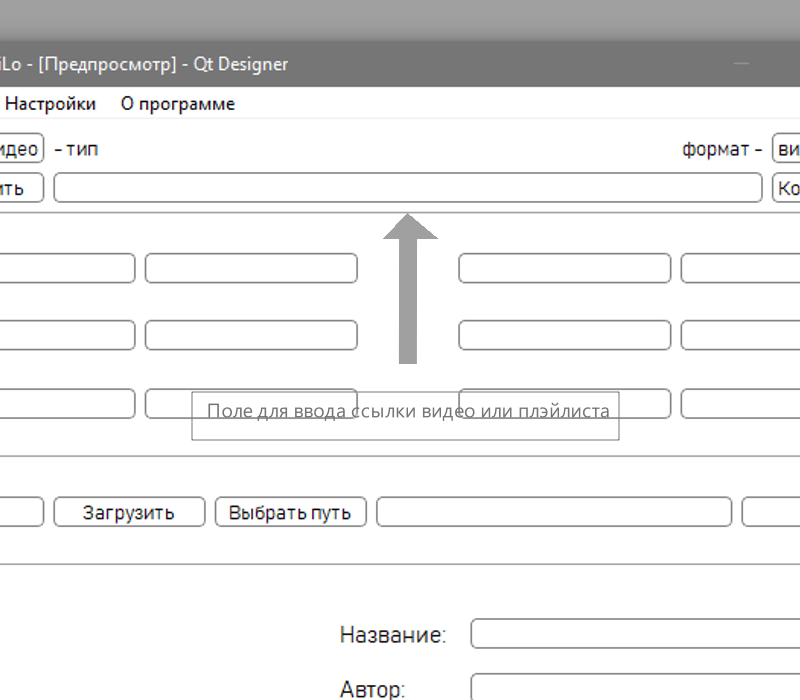 iLo - [Предпросмотр] - Qt Designer
Настройки О программе
идео - тип формат - ви
ить Ко
Поле для ввода ссылки видео или плэйлиста
Загрузить Выбрать путь
Название:
Автор: